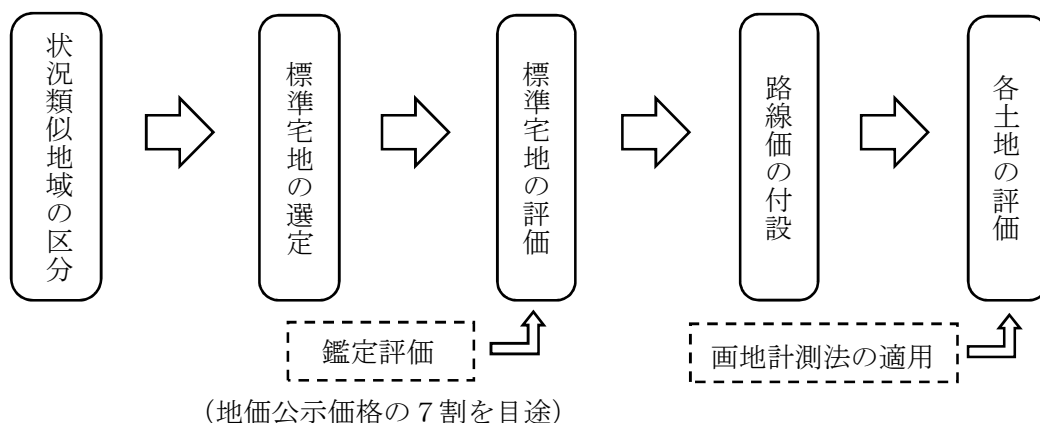 状況類似地域の区分
標準宅地の選定
標準宅地の評価
路線価の付設
各土地の評価
鑑定評価
画地計測法の適用
（地価公示価格の７割を目途）